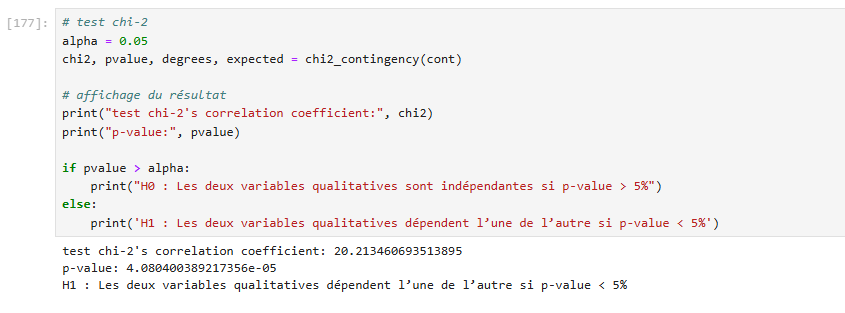 [177]: # test chi-2
alpha = 0.05
chi2, pvalue, degrees, expected = chi2_contingency(cont)
# affichage du résultat
print("test chi-2's correlation coefficient:", chi2)
print("p-value:", pvalue)
if pvalue > alpha:
print("H0 : Les deux variables qualitatives sont indépendantes si p-value > 5%")
else:
print('H1 : Les deux variables qualitatives dépendent l’une de l’autre si p-value < 5%')
test chi-2's correlation coefficient: 20.213460693513895
p-value: 4.080400389217356e-05
H1 : Les deux variables qualitatives dépendent l’une de l’autre si p-value < 5%